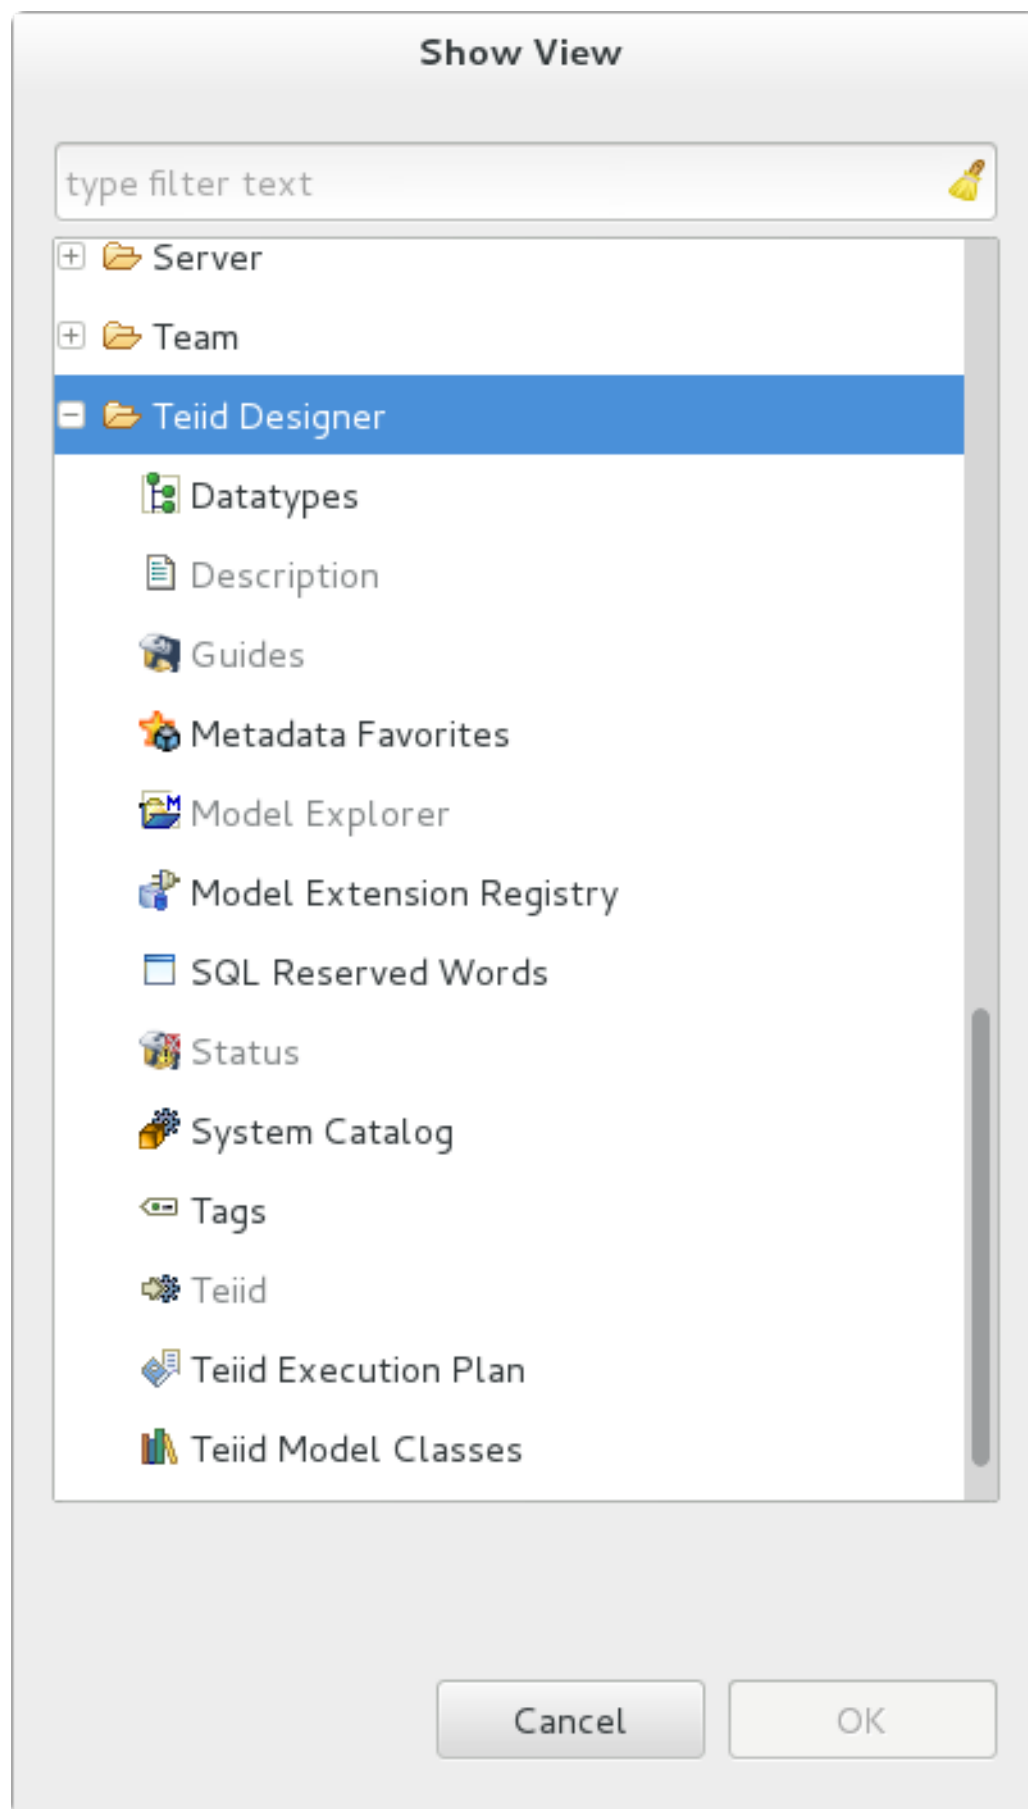 Show View
type filter text
Server
Team
Teiid Designer
Datatypes
Description
Guides
Metadata Favorites
Model Explorer
Model Extension Registry
SQL Reserved Words
Status
System Catalog
Tags
Teiid
Teiid Execution Plan
Teiid Model Classes
Cancel OK